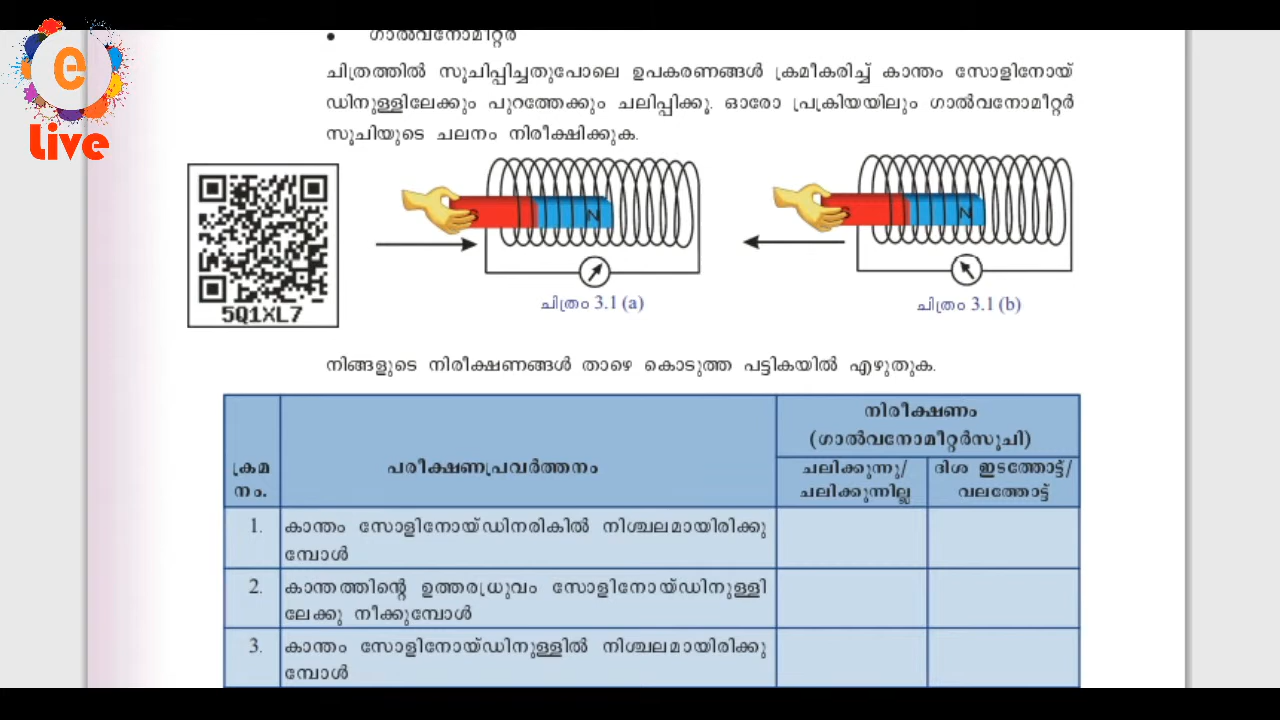 e
Live
• ഗാൽവനോമീറ്റർ
ചിത്രത്തിൽ സൂചിപ്പിച്ചതുപോലെ ഉപകരണങ്ങൾ ക്രമീകരിച്ച് കാന്തം സോളിനോയ്
ഡിനുള്ളിലേക്കും പുറത്തേക്കും ചലിപ്പിക്കൂ. ഓരോ പ്രക്രിയയിലും ഗാൽവനോമീറ്റർ
സൂചിയുടെ ചലനം നിരീക്ഷിക്കുക.
S N
S N
5Q1XL7
ചിത്രം 3.1 (a)
ചിത്രം 3.1 (b)
നിങ്ങളുടെ നിരീക്ഷണങ്ങൾ താഴെ കൊടുത്ത പട്ടികയിൽ എഴുതുക.
ക്രമ
നം.
പരീക്ഷണപ്രവർത്തനം
നിരീക്ഷണം
(ഗാൽവനോമീറ്റർസൂചി)
ചലിക്കുന്നു/
ചലിക്കുന്നില്ല
ദിശ ഇടത്തോട്ട്/
വലത്തോട്ട്
1. കാന്തം സോളിനോയ്ഡിനരികിൽ നിശ്ചലമായിരിക്കു
മ്പോൾ
2. കാന്തത്തിന്റെ ഉത്തരധ്രുവം സോളിനോയ്ഡിനുള്ളി
ലേക്കു നീക്കുമ്പോൾ
3. കാന്തം സോളിനോയ്ഡിനുള്ളിൽ നിശ്ചലമായിരിക്കു
മ്പോൾ